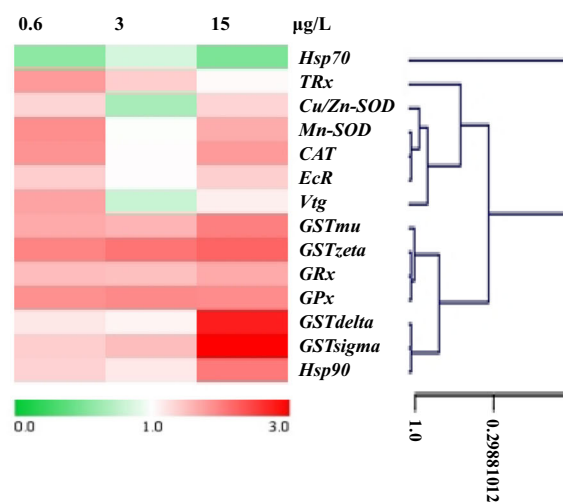 0.6 3 15 µg/L
Hsp70
TRx
Cu/Zn-SOD
Mn-SOD
CAT
EcR
Vtg
GSTmu
GSTzeta
GRx
GPx
GSTdelta
GSTsigma
Hsp90
0.0 1.0 3.0
1.0
0.29881012